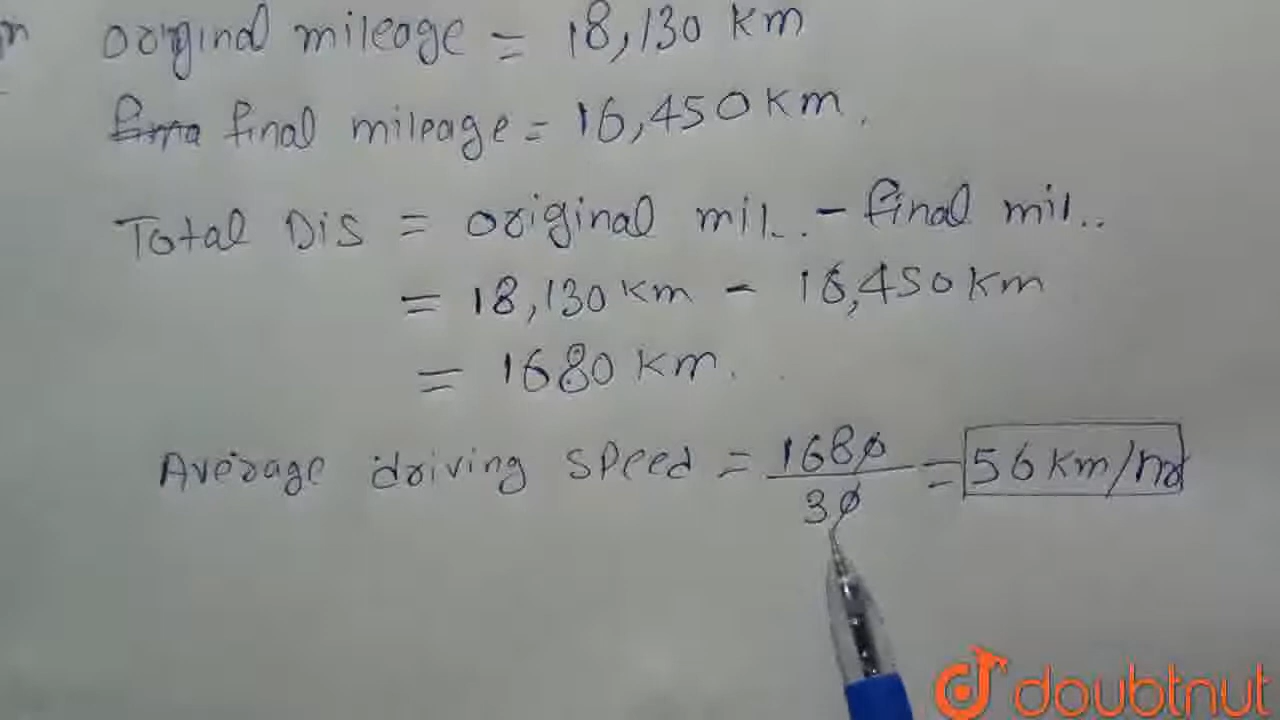 original mileage = 18,130 km
final mileage = 16,450 km.
Total Dis = original mil.. - final mil..
= 18,130 km - 16,450 km
= 1680 km.
Average driving speed = 1680/30 = 56 km/
doubtnut